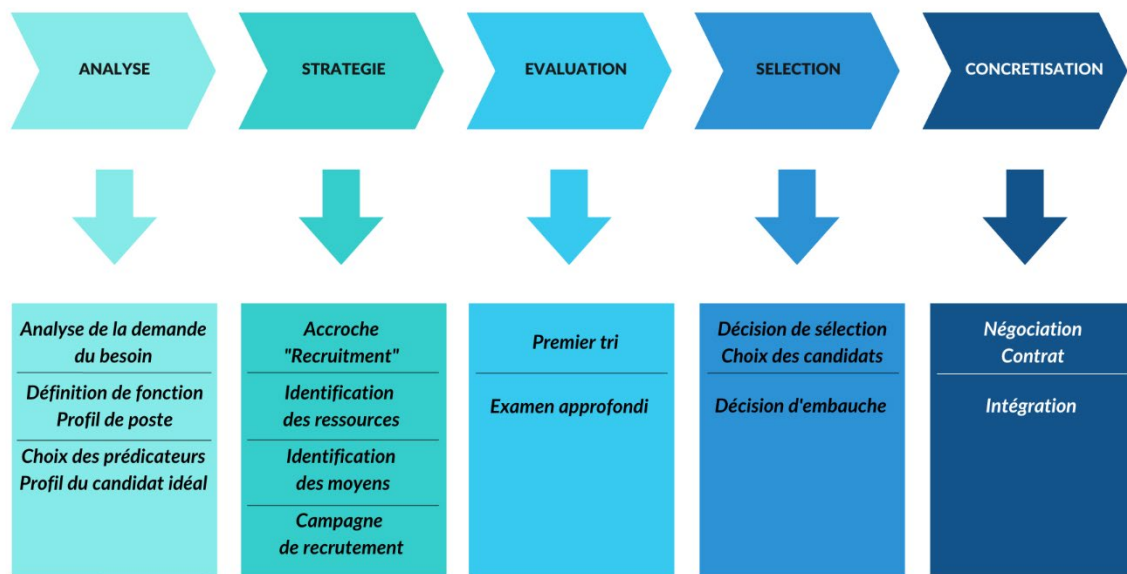 ANALYSE
STRATEGIE
EVALUATION
SELECTION
CONCRETISATION
Analyse de la demande
du besoin
Définition de fonction
Profil de poste
Choix des prédicateurs
Profil du candidat idéal
Accroche
"Recruitment"
Identification
des ressources
Identification
des moyens
Campagne
de recrutement
Premier tri
Examen approfondi
Décision de sélection
Choix des candidats
Décision d'embauche
Négociation
Contrat
Intégration